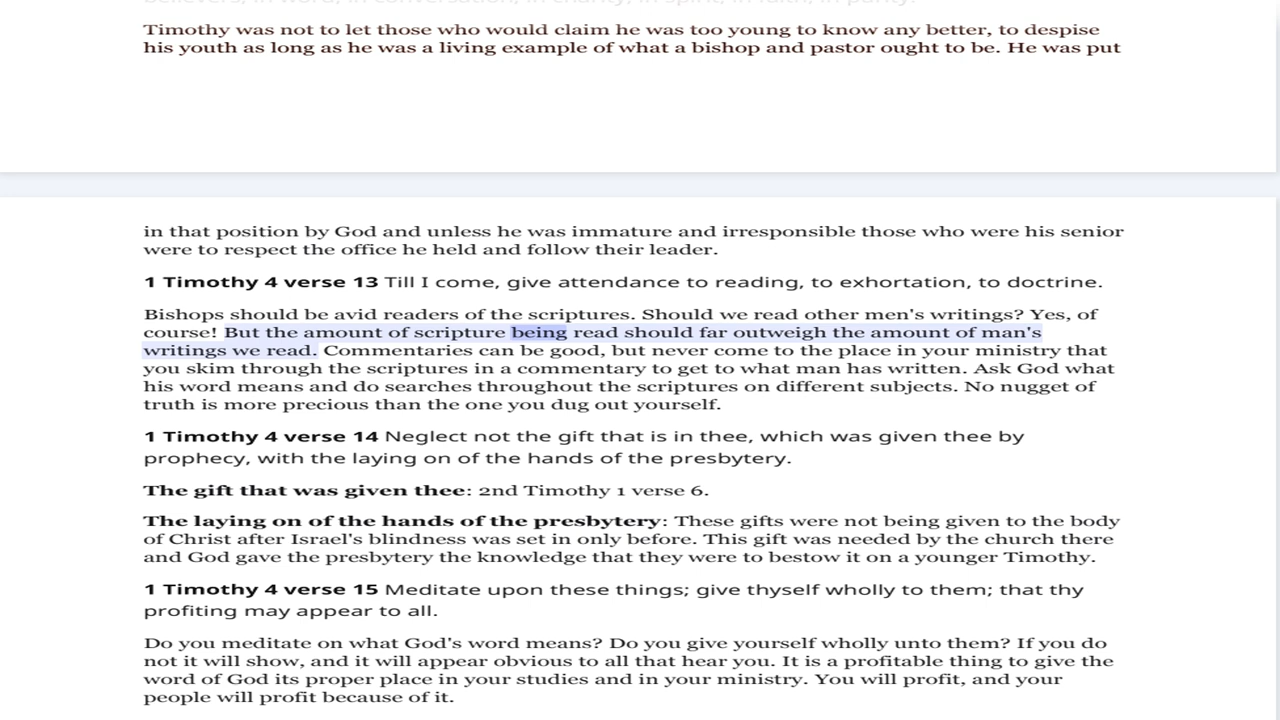 believers, in word, in conversation, in charity, in spirit, in faith, in purity.
Timothy was not to let those who would claim he was too young to know any better, to despise
his youth as long as he was a living example of what a bishop and pastor ought to be. He was put
in that position by God and unless he was immature and irresponsible those who were his senior
were to respect the office he held and follow their leader.
1 Timothy 4 verse 13 Till I come, give attendance to reading, to exhortation, to doctrine.
Bishops should be avid readers of the scriptures. Should we read other men's writings? Yes, of
course! But the amount of scripture being read should far outweigh the amount of man's
writings we read. Commentaries can be good, but never come to the place in your ministry that
you skim through the scriptures in a commentary to get to what man has written. Ask God what
his word means and do searches throughout the scriptures on different subjects. No nugget of
truth is more precious than the one you dug out yourself.
1 Timothy 4 verse 14 Neglect not the gift that is in thee, which was given thee by
prophecy, with the laying on of the hands of the presbytery.
The gift that was given thee: 2nd Timothy 1 verse 6.
The laying on of the hands of the presbytery: These gifts were not being given to the body
of Christ after Israel's blindness was set in only before. This gift was needed by the church there
and God gave the presbytery the knowledge that they were to bestow it on a younger Timothy.
1 Timothy 4 verse 15 Meditate upon these things; give thyself wholly to them; that thy
profiting may appear to all.
Do you meditate on what God's word means? Do you give yourself wholly unto them? If you do
not it will show, and it will appear obvious to all that hear you. It is a profitable thing to give the
word of God its proper place in your studies and in your ministry. You will profit, and your
people will profit because of it.